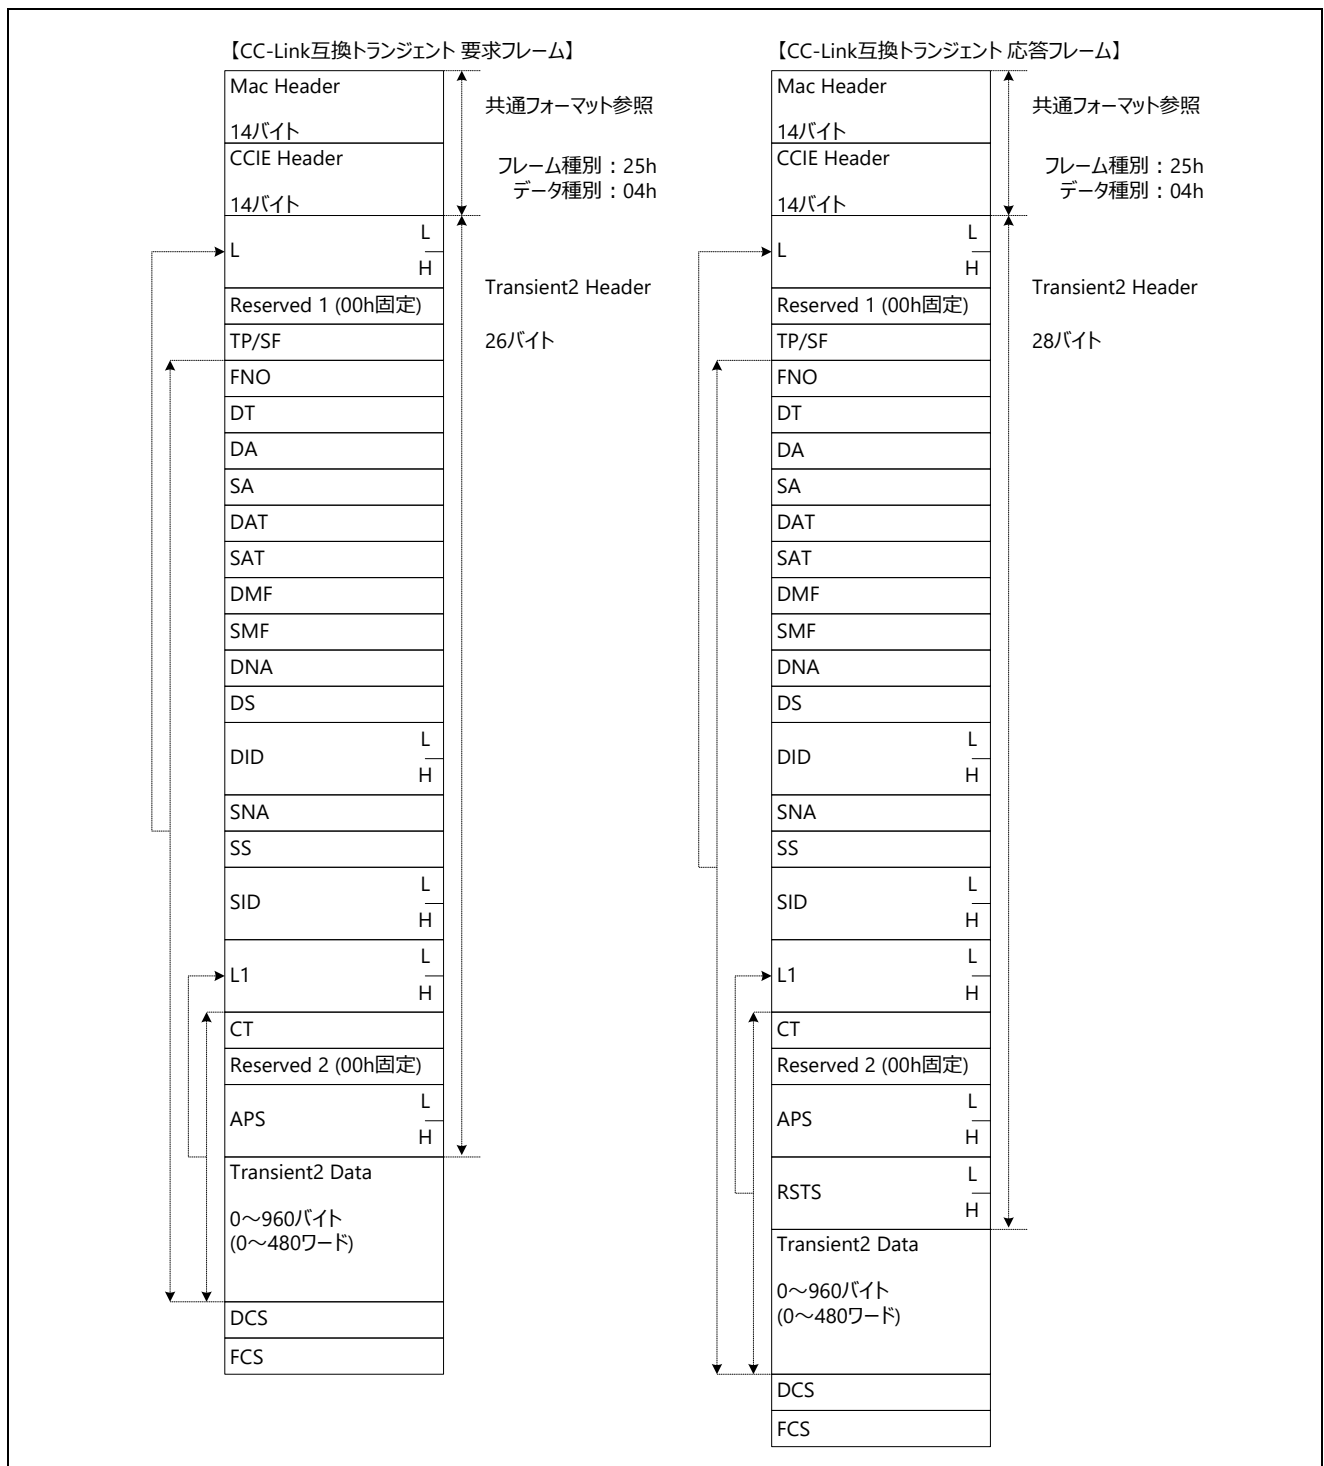 【CC-Link互換トランジェント 要求フレーム】
Mac Header
14バイト
共通フォーマット参照
CCIE Header
14バイト
フレーム種別：25h
データ種別：04h
L
L
H
Transient2 Header
26バイト
Reserved 1 (00h固定)
TP/SF
FNO
DT
DA
SA
DAT
SAT
DMF
SMF
DNA
DS
DID
L
H
SNA
SS
SID
L
H
L1
L
H
CT
Reserved 2 (00h固定)
APS
L
H
Transient2 Data
0～960バイト
(0～480ワード)
DCS
FCS
【CC-Link互換トランジェント 応答フレーム】
Mac Header
14バイト
共通フォーマット参照
CCIE Header
14バイト
フレーム種別：25h
データ種別：04h
L
L
H
Transient2 Header
28バイト
Reserved 1 (00h固定)
TP/SF
FNO
DT
DA
SA
DAT
SAT
DMF
SMF
DNA
DS
DID
L
H
SNA
SS
SID
L
H
L1
L
H
CT
Reserved 2 (00h固定)
APS
L
H
RSTS
L
H
Transient2 Data
0～960バイト
(0～480ワード)
DCS
FCS